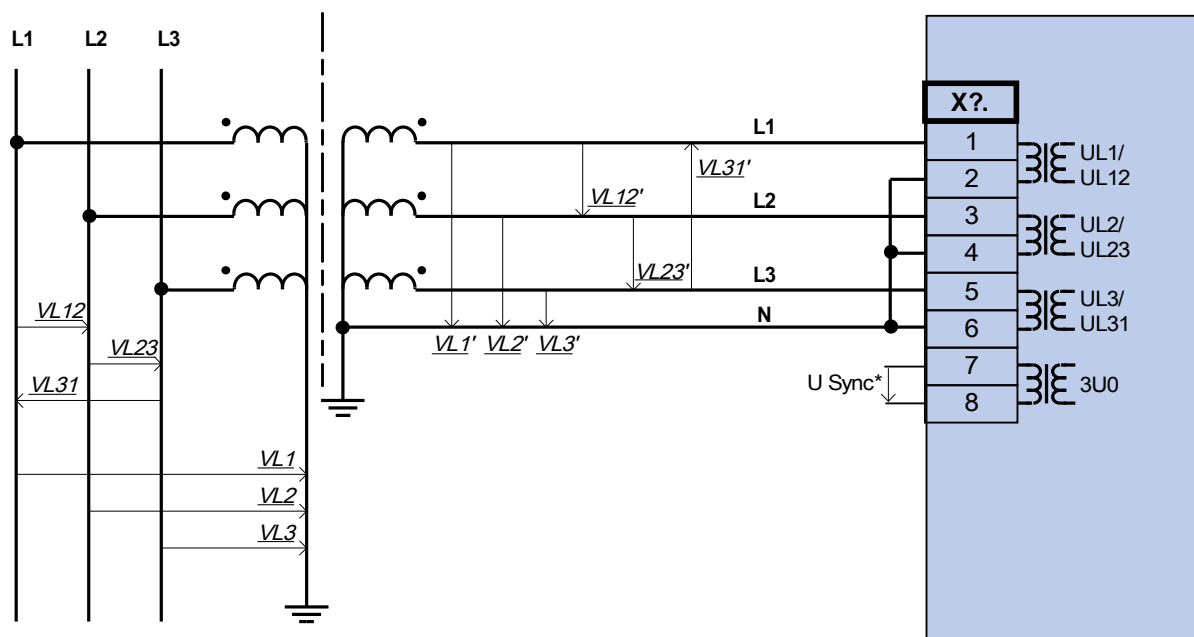 L1 L2 L3
X?.
L1
1
UL1/
UL12
VL31'
2
VL12'
L2
3
UL2/
UL23
4
VL23'
L3
5
UL3/
UL31
VL12
N
6
VL1' VL2' VL3'
VL23
7
U Sync*
3U0
VL31
8
VL1
VL2
VL3